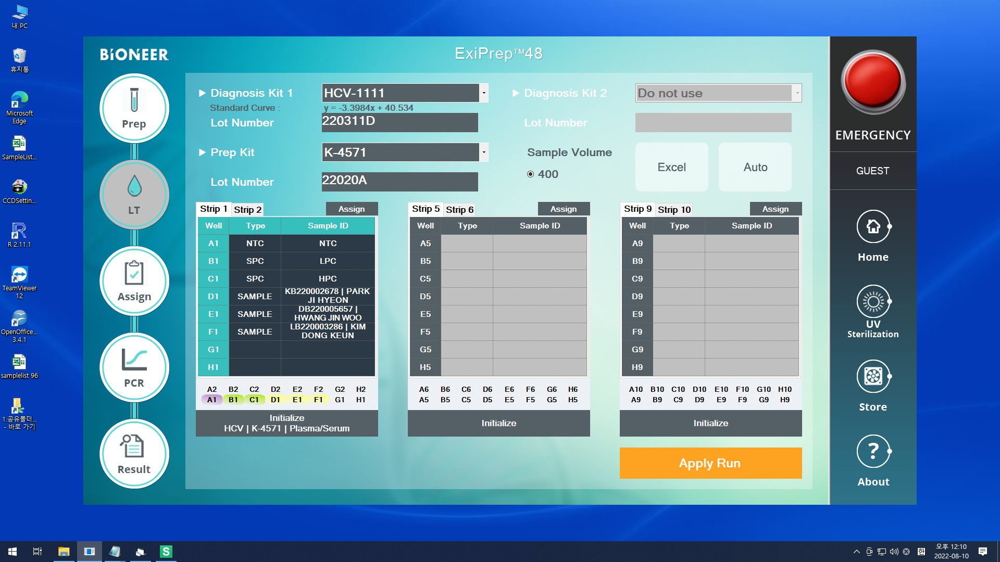 내 PC
휴지통
Microsoft
Edge
SampleList...
CCDSettin...
R 2.11.1
TeamViewer
12
OpenOffice...
3.4.1
samplelist 96
1.공유폴더...
- 바로 가기
BIONEER
ExiPrep™48
Prep
LT
Assign
PCR
Result
Diagnosis Kit 1
HCV-1111
Standard Curve :
y = -3.3984x + 40.534
Lot Number
220311D
Prep Kit
K-4571
Lot Number
22020A
Diagnosis Kit 2
Do not use
Lot Number
Sample Volume
400
Excel
Auto
Strip 1
Strip 2
Assign
Well Type Sample ID
A1 NTC NTC
B1 SPC LPC
C1 SPC HPC
D1 SAMPLE KB220002678 | PARK
JI HYEON
E1 SAMPLE DB220005657 |
HWANG JIN WOO
F1 SAMPLE LB220003286 | KIM
DONG KEUN
G1
H1
A2 B2 C2 D2 E2 F2 G2 H2
A1 B1 C1 D1 E1 F1 G1 H1
Initialize
HCV | K-4571 | Plasma/Serum
Strip 5
Strip 6
Assign
Well Type Sample ID
A5
B5
C5
D5
E5
F5
G5
H5
A6 B6 C6 D6 E6 F6 G6 H6
A5 B5 C5 D5 E5 F5 G5 H5
Initialize
Strip 9
Strip 10
Assign
Well Type Sample ID
A9
B9
C9
D9
E9
F9
G9
H9
A10 B10 C10 D10 E10 F10 G10 H10
A9 B9 C9 D9 E9 F9 G9 H9
Initialize
Apply Run
EMERGENCY
GUEST
Home
UV
Sterilization
Store
? 
About
S
한
오후 12:10
2022-08-10